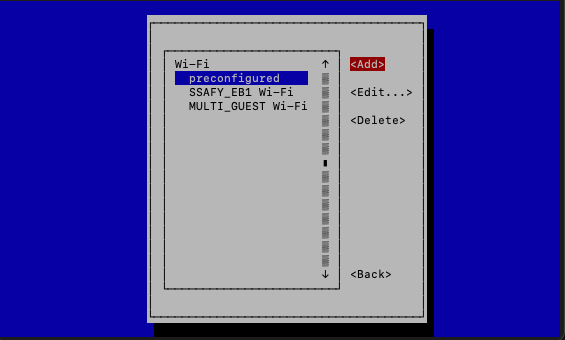 Wi-Fi ↑ <Add>
preconfigured
SSAFY_EB1 Wi-Fi <Edit...>
MULTI_GUEST Wi-Fi
<Delete>
↓ <Back>